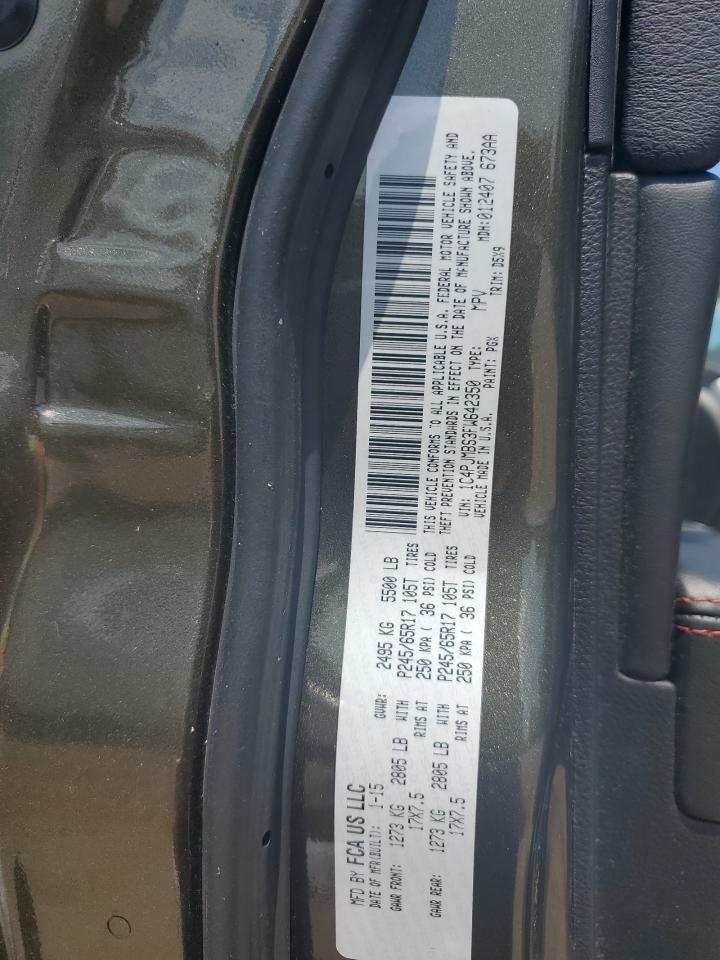 MFD BY FCA US LLC
DATE OF MFR(BUILT): 1-15 GVWR: 2495 KG 5500 LB
GAWR FRONT: 1273 KG 2805 LB WITH P245/65R17 105T TIRES
17X7.5 RIMS AT 250 KPA ( 36 PSI) COLD
GAWR REAR: 1273 KG 2805 LB WITH P245/65R17 105T TIRES
17X7.5 RIMS AT 250 KPA ( 36 PSI) COLD
THIS VEHICLE CONFORMS TO ALL APPLICABLE U.S.A. FEDERAL MOTOR VEHICLE SAFETY AND
THEFT PREVENTION STANDARDS IN EFFECT ON THE DATE OF MANUFACTURE SHOWN ABOVE.
VIN: 1C4PJMBS3FW642350 TYPE: MPV MDH:012407 673AA
VEHICLE MADE IN U.S.A. PAINT: PGX TRIM: D5X9